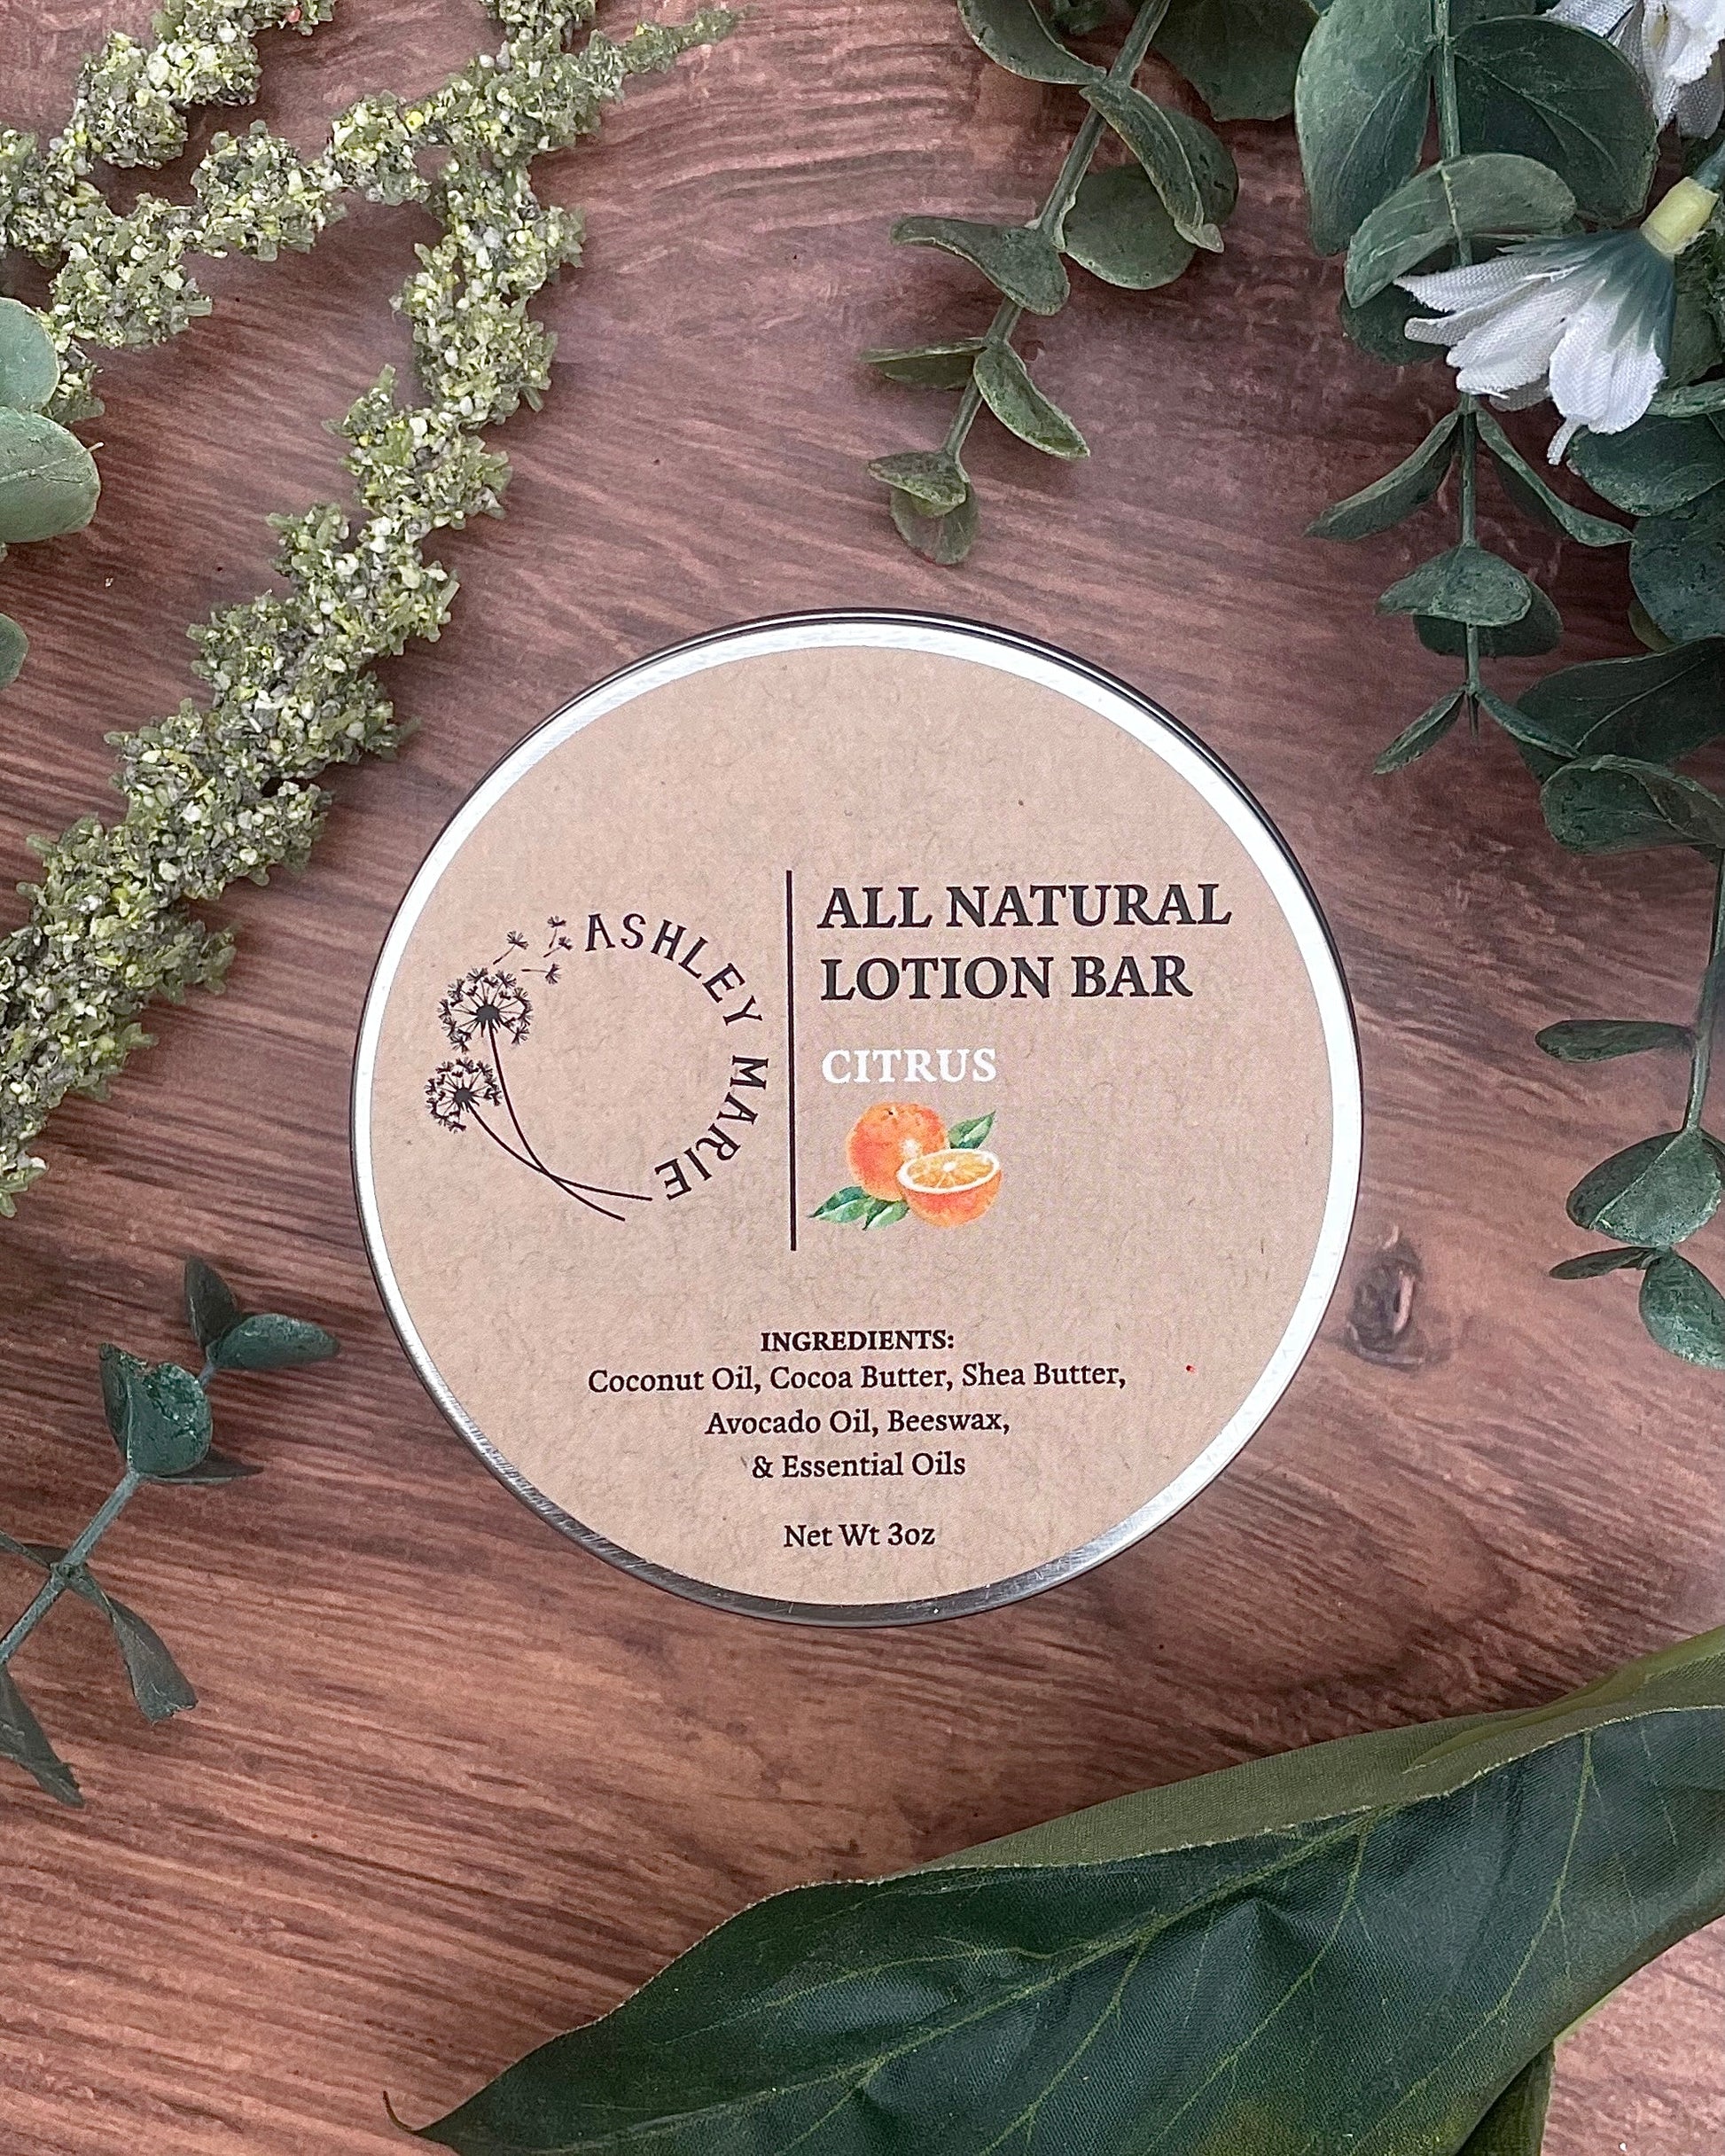 ASHLEY MARIE
ALL NATURAL
LOTION BAR
CITRUS
INGREDIENTS:
Coconut Oil, Cocoa Butter, Shea Butter,
Avocado Oil, Beeswax,
& Essential Oils
Net Wt 3oz